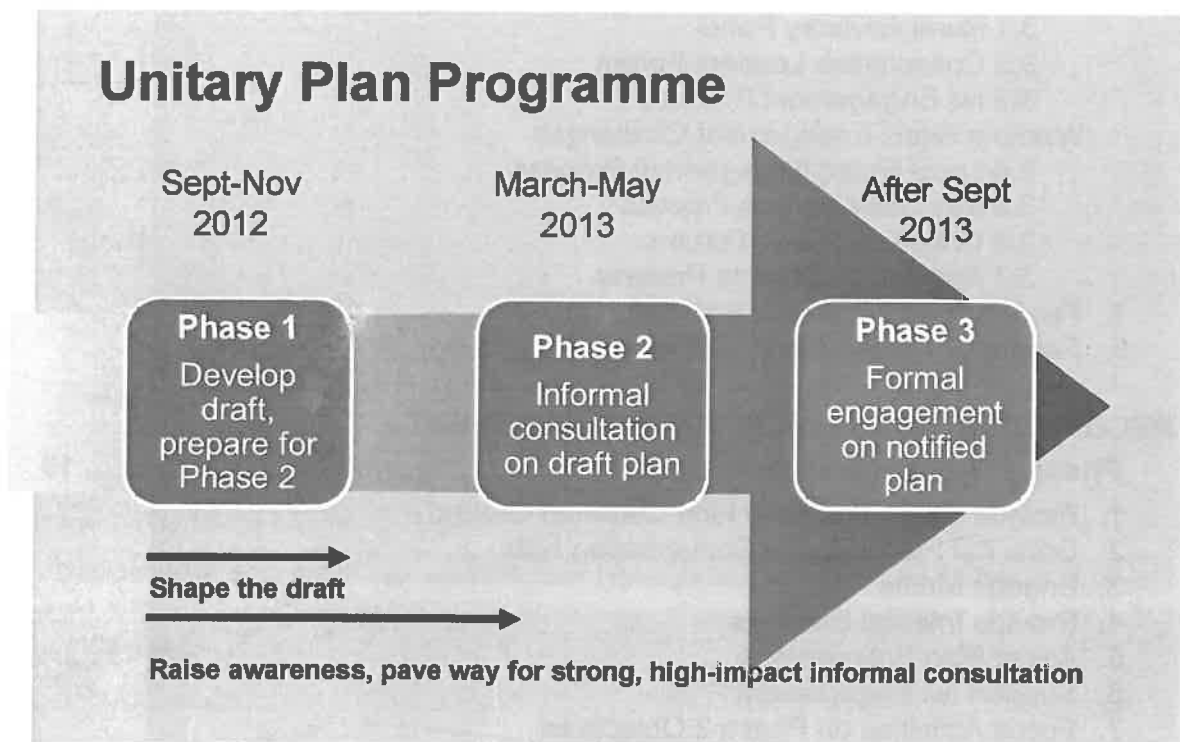 Unitary Plan Programme
Sept-Nov
2012
March-May
2013
After Sept
2013
Phase 1
Develop
draft,
prepare for
Phase 2
Phase 2
Informal
consultation
on draft plan
Phase 3
Formal
engagement
on notified
plan
Shape the draft
Raise awareness, pave way for strong, high-impact informal consultation